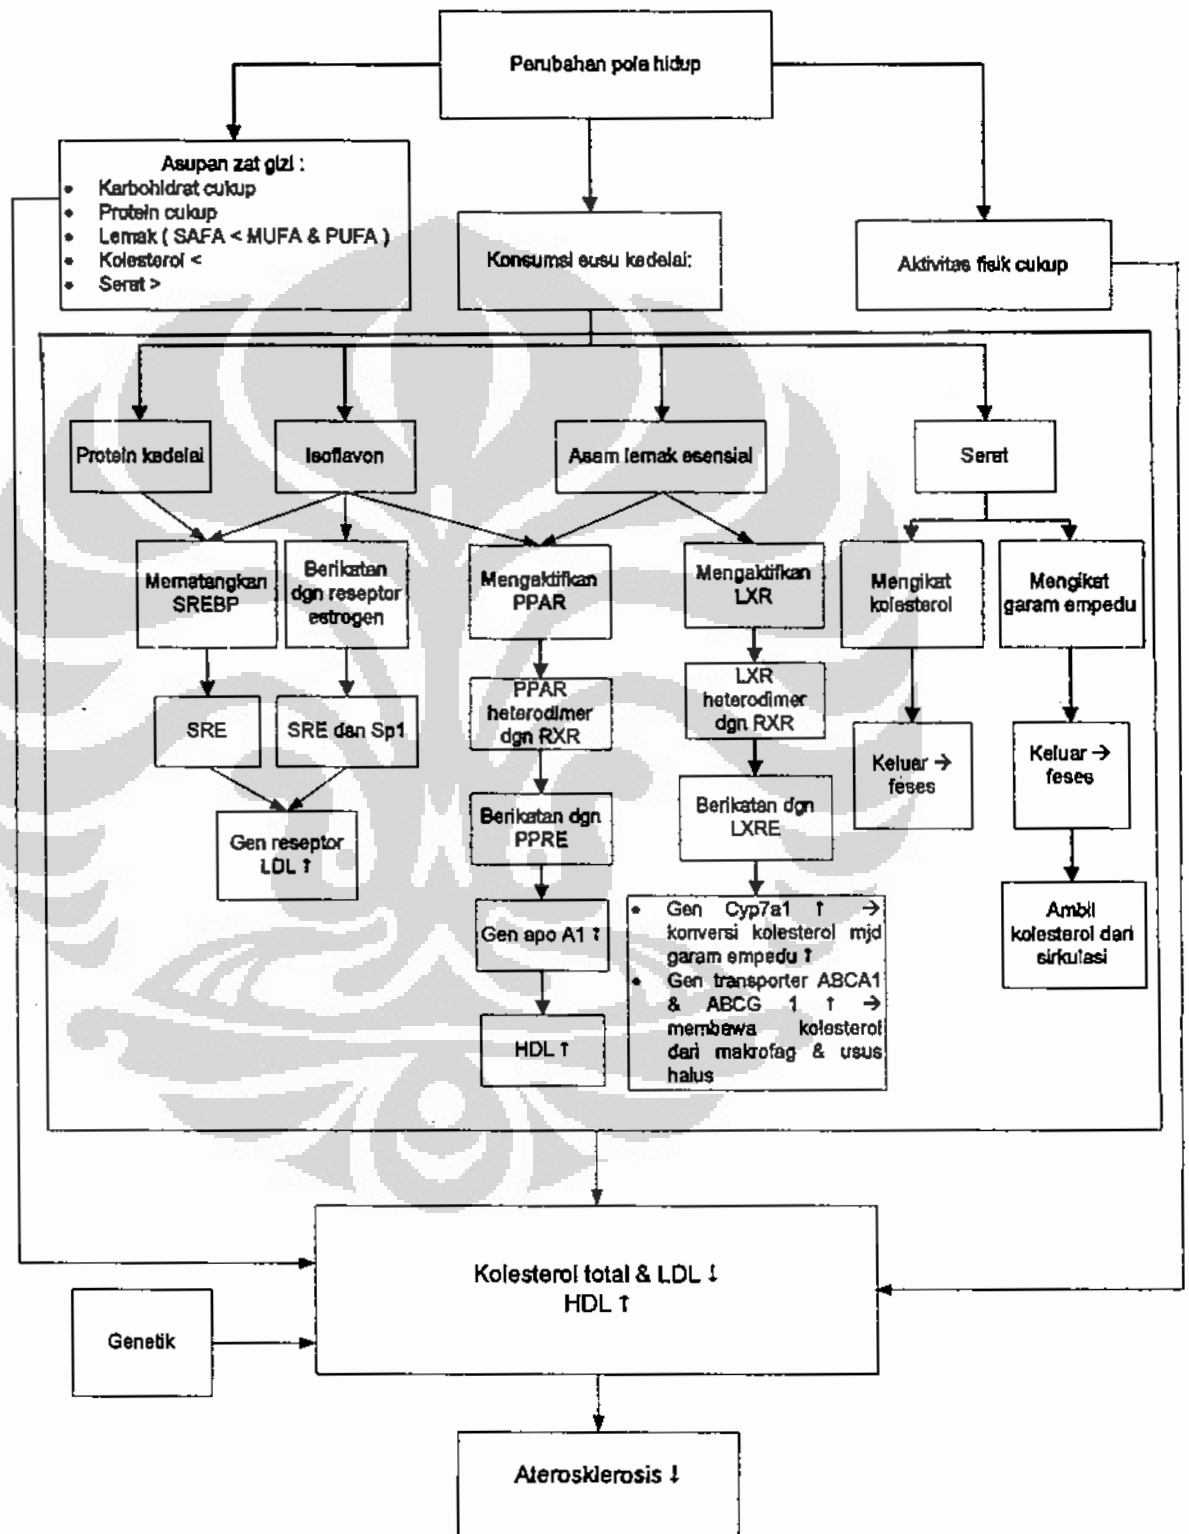 Perubahan pola hidup
Asupan zat gizi :
• Karbohidrat cukup
• Protein cukup
• Lemak ( SAFA < MUFA & PUFA )
• Kolesterol <
• Serat >
Konsumsi susu kedelai:
Aktivitas fisik cukup
Protein kedelai
Isoflavon
Asam lemak esensial
Serat
Mematangkan
SREBP
Berikatan
dgn reseptor
estrogen
Mengaktifkan
PPAR
Mengaktifkan
LXR
Mengikat
kolesterol
Mengikat
garam empedu
SRE
SRE dan Sp1
PPAR
heterodimer
dgn RXR
LXR
heterodimer
dgn RXR
Keluar →
feses
Keluar →
feses
Gen reseptor
LDL ↑
Berikatan dgn
PPRE
Berikatan dgn
LXRE
Gen apo A1 ↑
HDL ↑
• Gen Cyp7a1 ↑ →
konversi kolesterol mjd
garam empedu ↑
• Gen transporter ABCA1
& ABCG 1 ↑ →
membawa kolesterol
dari makrofag & usus
halus
Ambil
kolesterol dari
sirkulasi
Kolesterol total & LDL ↓
HDL ↑
Genetik
Aterosklerosis ↓